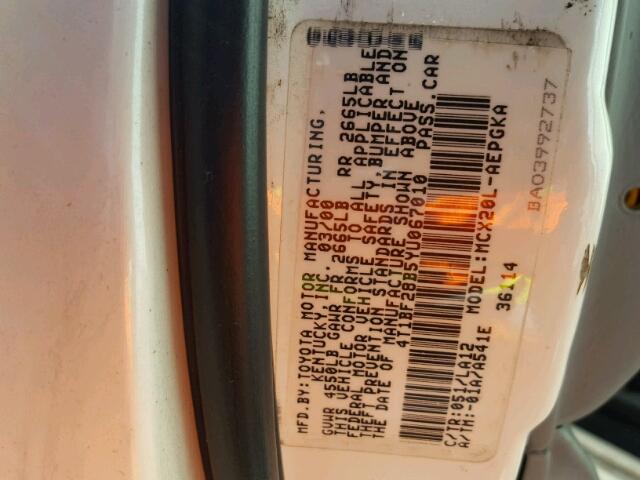 MFD.BY:TOYOTA MOTOR MANUFACTURING,
KENTUCKY, INC. 03/00
GVWR 4550LB GAWR FR 2665LB RR 2665LB
THIS VEHICLE CONFORMS TO ALL APPLICABLE
FEDERAL MOTOR VEHICLE SAFETY, BUMPER AND
THEFT PREVENTION STANDARDS IN EFFECT ON
THE DATE OF MANUFACTURE SHOWN ABOVE
4T1BF28B5YU067010 PASS.CAR
C/TR:051/LA12 MODEL:MCX20L-AEPGKA
A/TM:-01A/A541E 36114
BA03992737